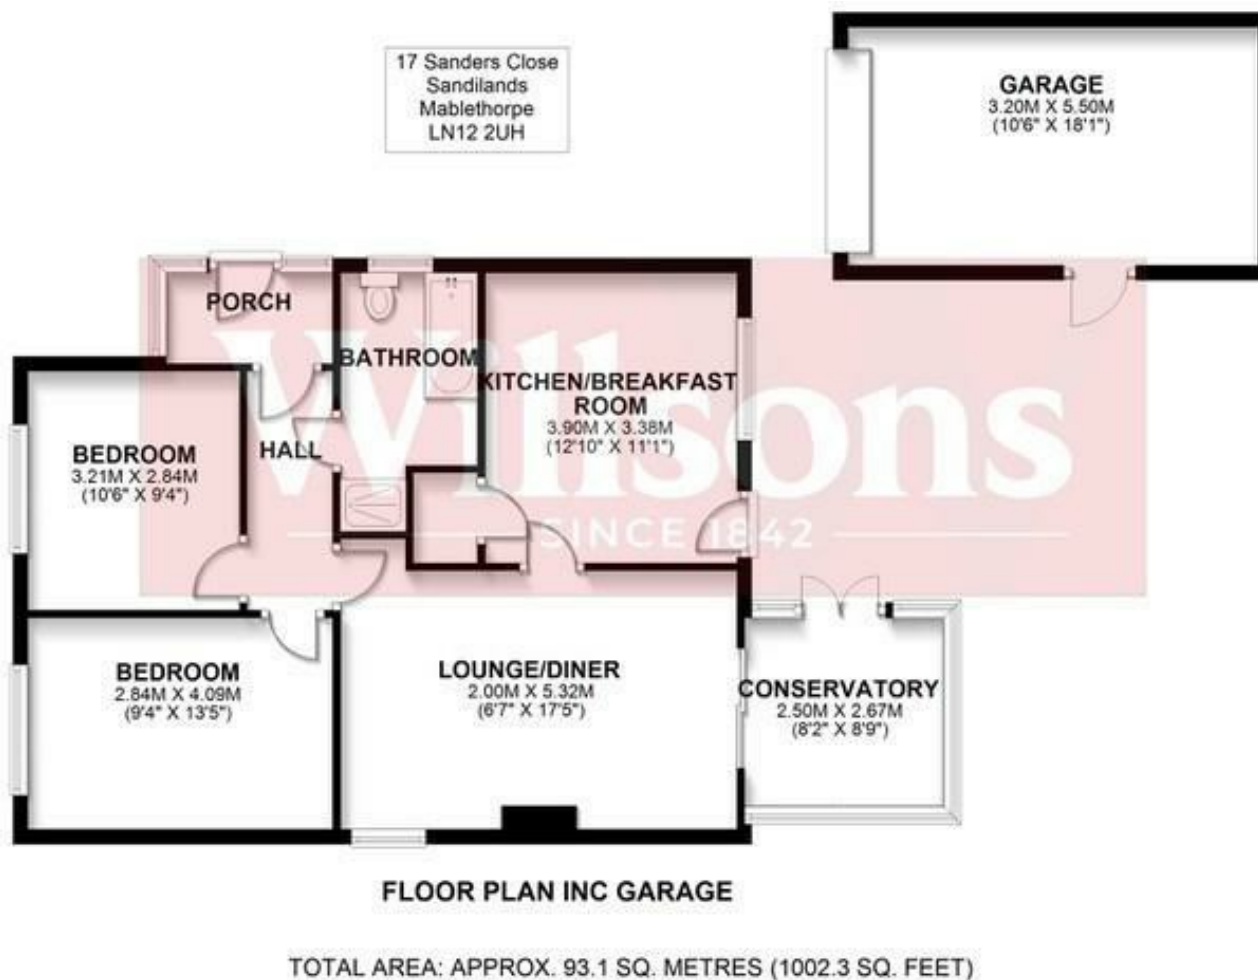 17 Sanders Close
Sandilands
Mablethorpe
LN12 2UH
GARAGE
3.20M X 5.50M
(10'6" X 18'1")
PORCH
BATHROOM
KITCHEN/BREAKFAST
ROOM
3.90M X 3.38M
(12'10" X 11'1")
BEDROOM
3.21M X 2.84M
(10'6" X 9'4")
HALL
Willsons
SINCE 1842
BEDROOM
2.84M X 4.09M
(9'4" X 13'5")
LOUNGE/DINER
2.00M X 5.32M
(6'7" X 17'5")
CONSERVATORY
2.50M X 2.67M
(8'2" X 8'9")
FLOOR PLAN INC GARAGE
TOTAL AREA: APPROX. 93.1 SQ. METRES (1002.3 SQ. FEET)